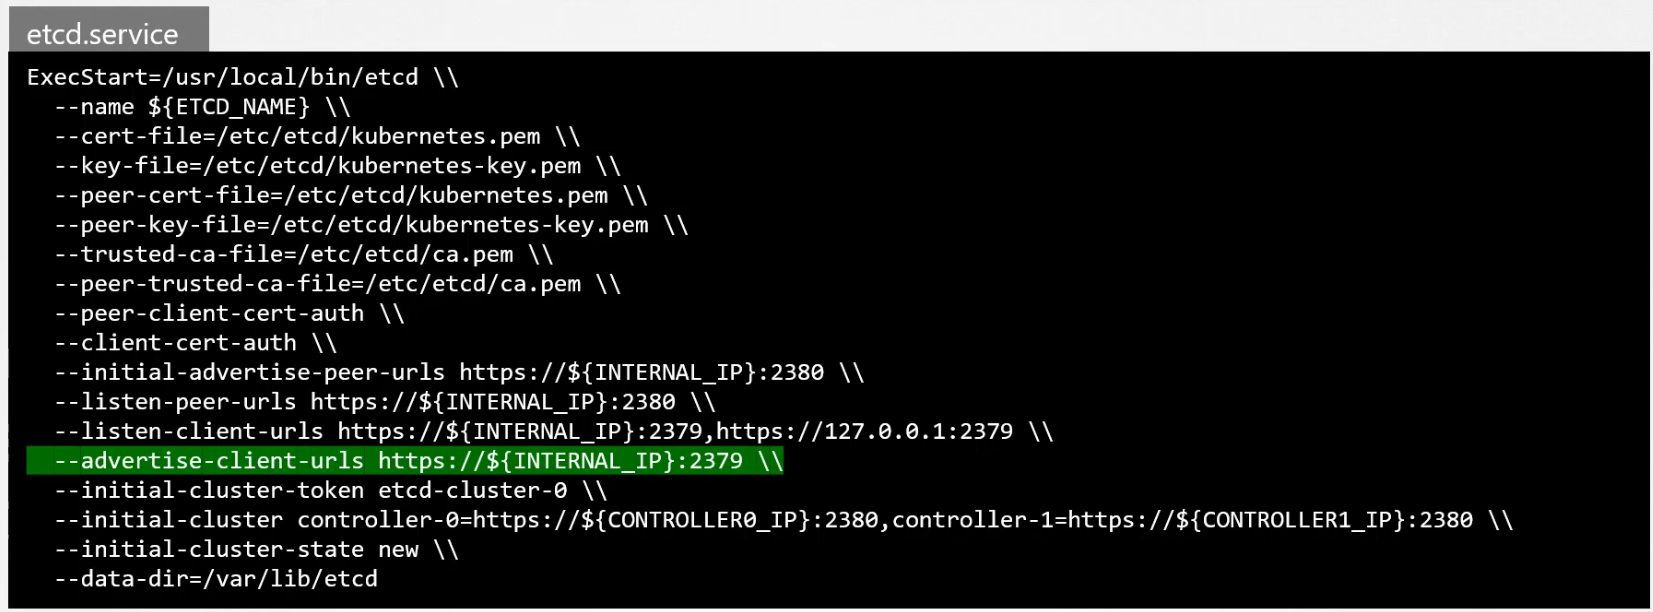 etcd.service
ExecStart=/usr/local/bin/etcd \\
--name ${ETCD_NAME} \\
--cert-file=/etc/etcd/kubernetes.pem \\
--key-file=/etc/etcd/kubernetes-key.pem \\
--peer-cert-file=/etc/etcd/kubernetes.pem \\
--peer-key-file=/etc/etcd/kubernetes-key.pem \\
--trusted-ca-file=/etc/etcd/ca.pem \\
--peer-trusted-ca-file=/etc/etcd/ca.pem \\
--peer-client-cert-auth \\
--client-cert-auth \\
--initial-advertise-peer-urls https://${INTERNAL_IP}:2380 \\
--listen-peer-urls https://${INTERNAL_IP}:2380 \\
--listen-client-urls https://${INTERNAL_IP}:2379,https://127.0.0.1:2379 \\
--advertise-client-urls https://${INTERNAL_IP}:2379 \\
--initial-cluster-token etcd-cluster-0 \\
--initial-cluster controller-0=https://${CONTROLLER0_IP}:2380,controller-1=https://${CONTROLLER1_IP}:2380 \\
--initial-cluster-state new \\
--data-dir=/var/lib/etcd